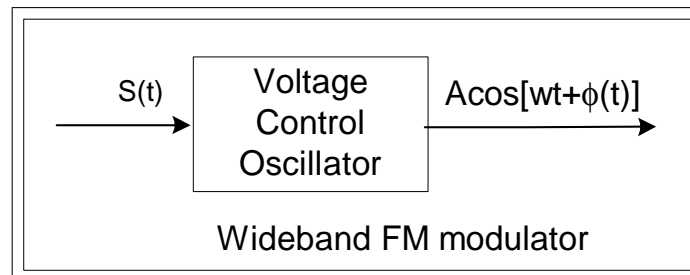 S(t)
Voltage
Control
Oscillator
Acos[wt+ϕ(t)]
Wideband FM modulator